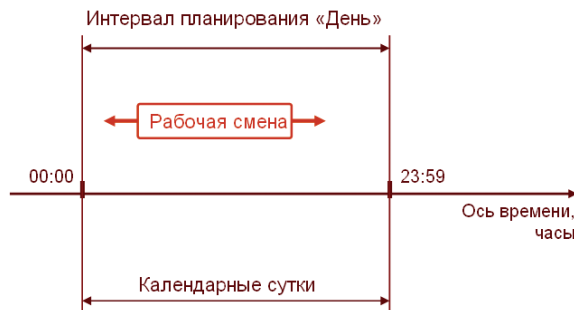 Интервал планирования «День»
Рабочая смена
00:00
23:59
Ось времени,
часы
Календарные сутки